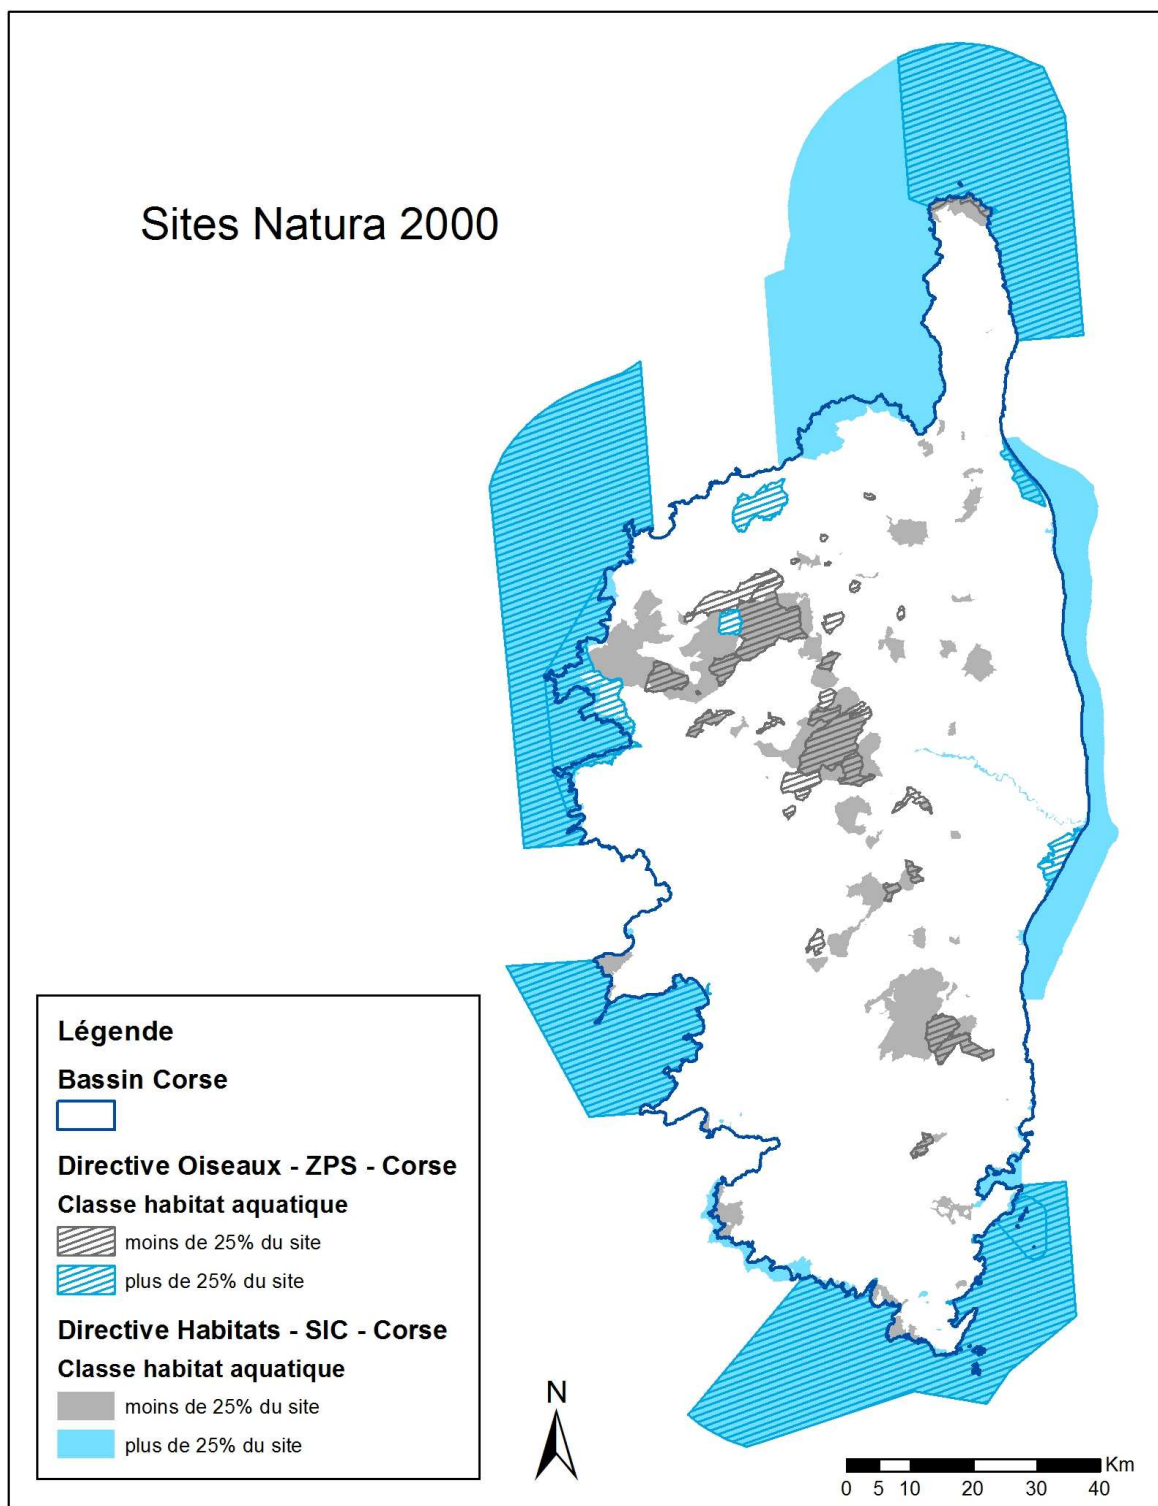 Sites Natura 2000
Légende
Bassin Corse
Directive Oiseaux - ZPS - Corse
Classe habitat aquatique
moins de 25% du site
plus de 25% du site
Directive Habitats - SIC - Corse
Classe habitat aquatique
moins de 25% du site
plus de 25% du site
N
Km
0 5 10 20 30 40